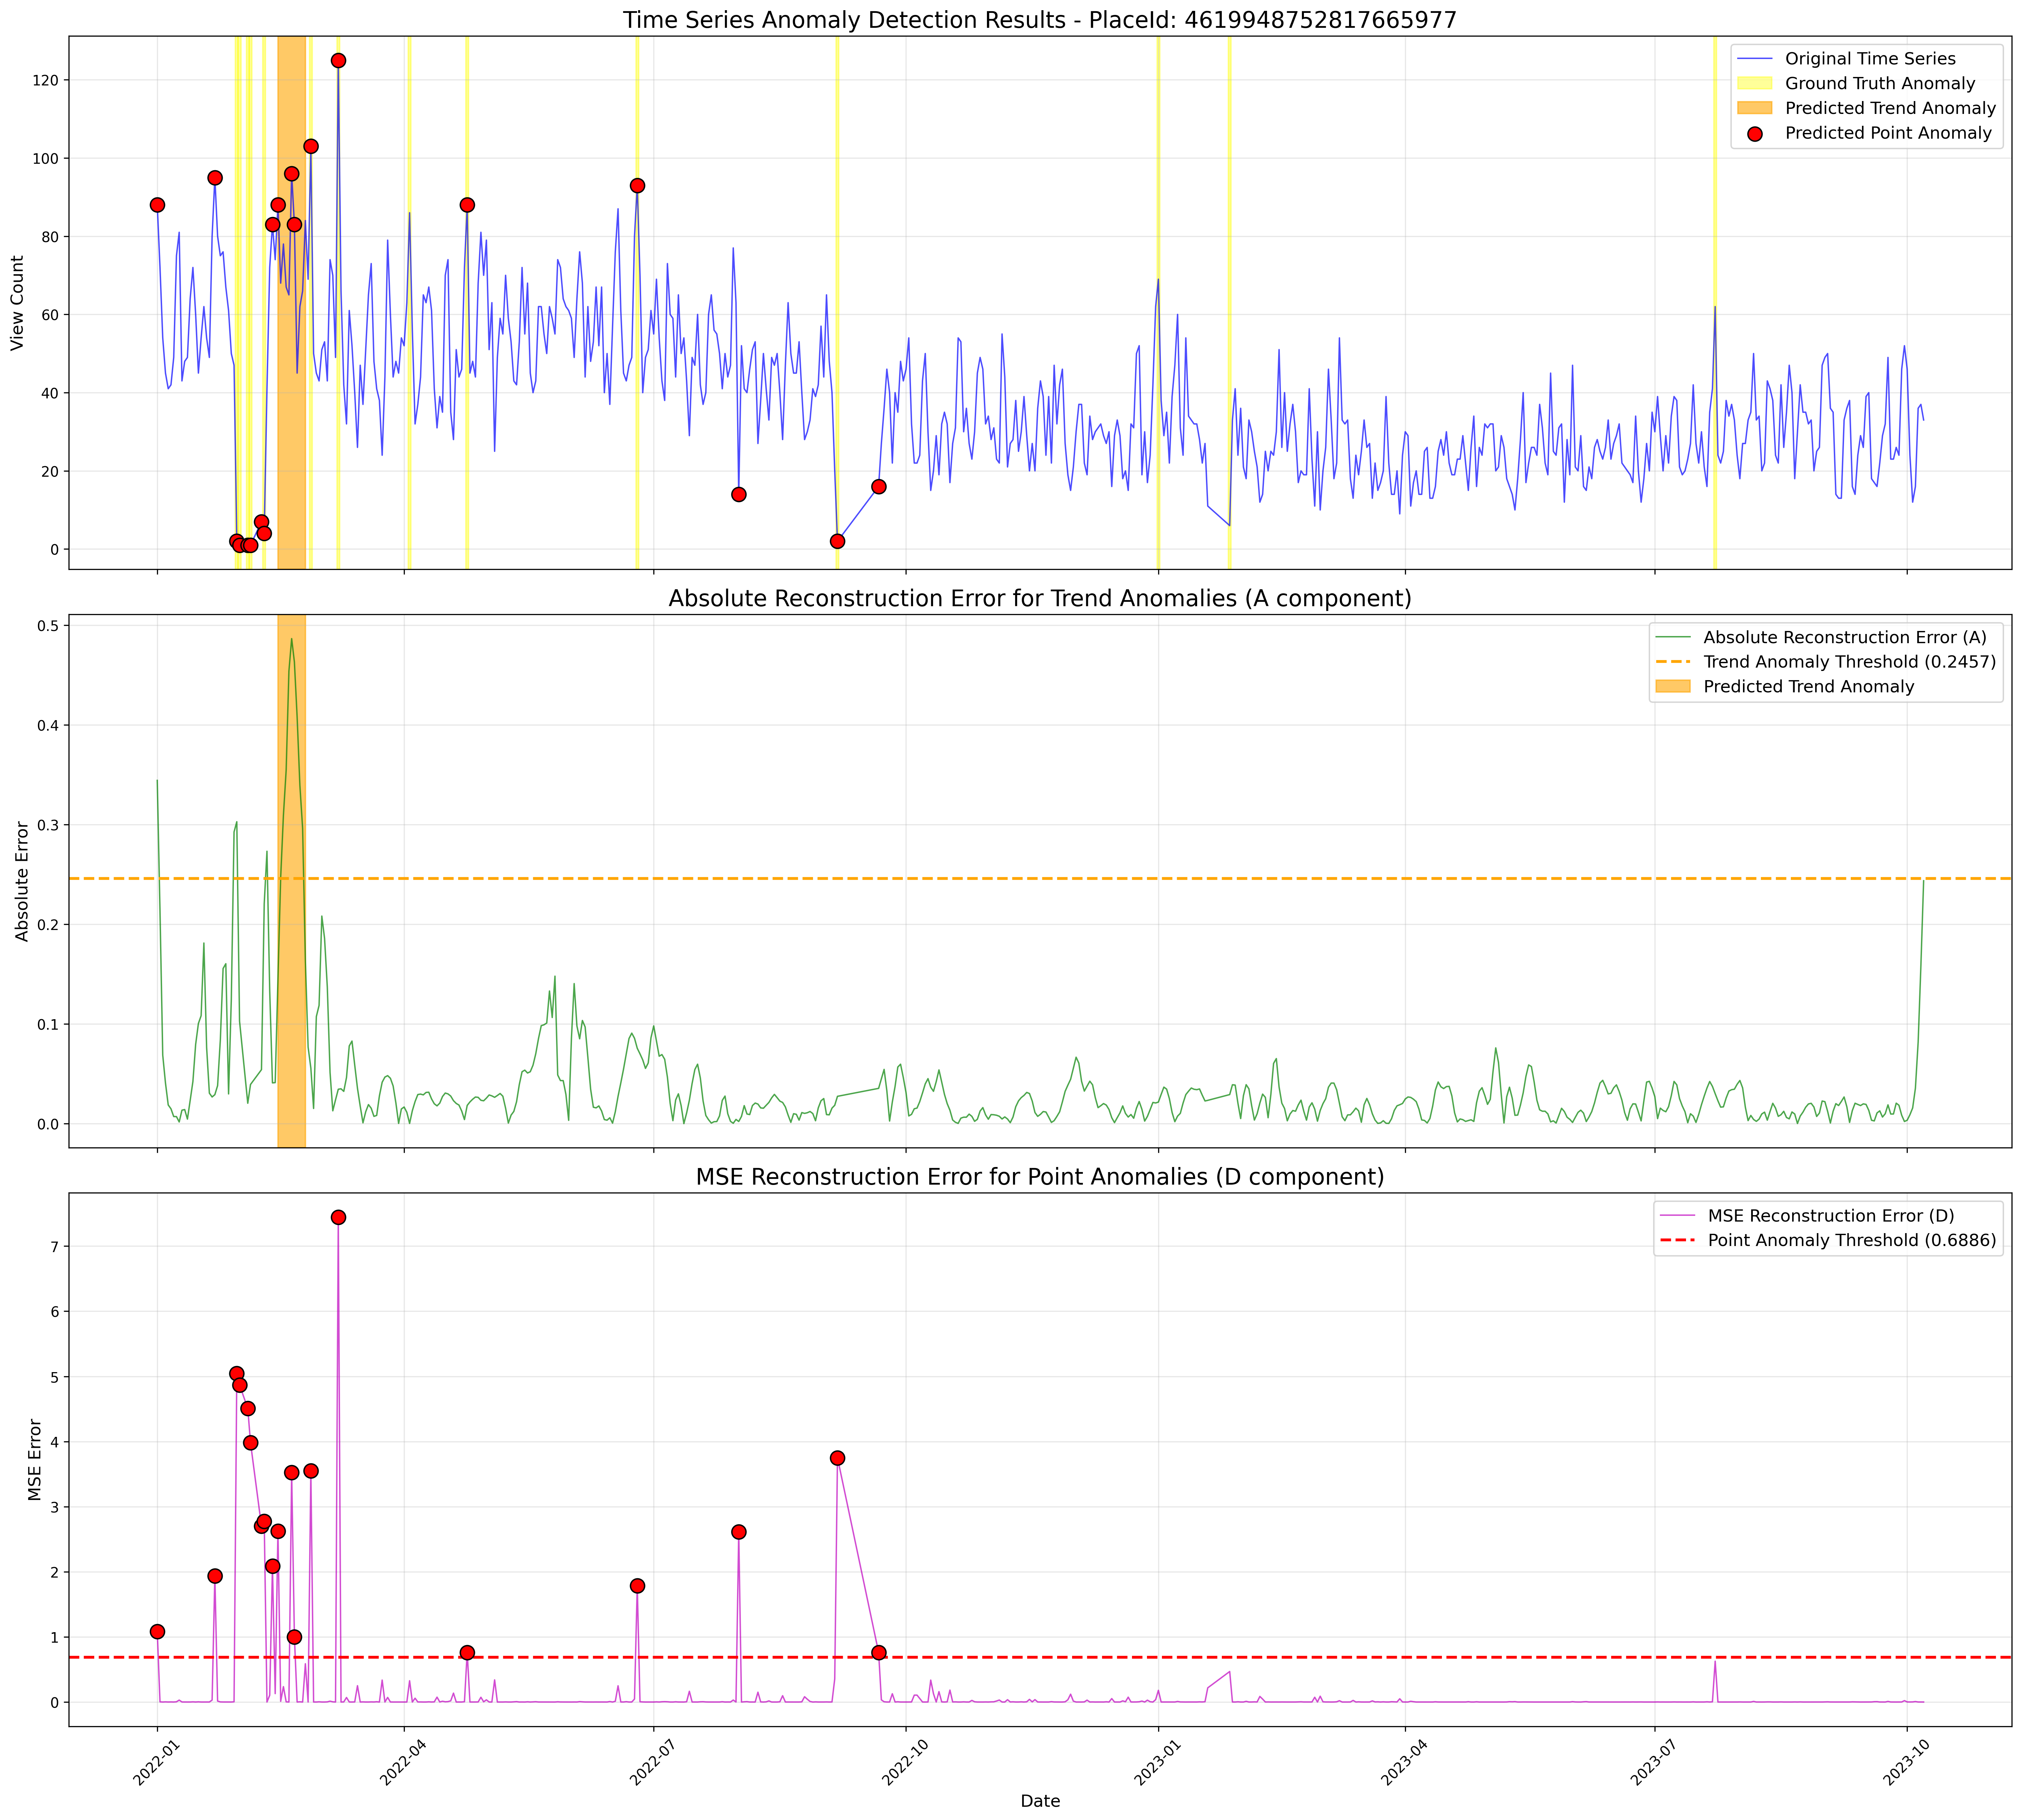 Time Series Anomaly Detection Results - PlaceId: 4619948752817665977
View Count
120
100
80
60
40
20
0
Original Time Series
Ground Truth Anomaly
Predicted Trend Anomaly
Predicted Point Anomaly
Absolute Reconstruction Error for Trend Anomalies (A component)
Absolute Error
0.5
0.4
0.3
0.2
0.1
0.0
Absolute Reconstruction Error (A)
Trend Anomaly Threshold (0.2457)
Predicted Trend Anomaly
MSE Reconstruction Error for Point Anomalies (D component)
MSE Error
7
6
5
4
3
2
1
0
MSE Reconstruction Error (D)
Point Anomaly Threshold (0.6886)
2022-01
2022-04
2022-07
2022-10
2023-01
2023-04
2023-07
2023-10
Date